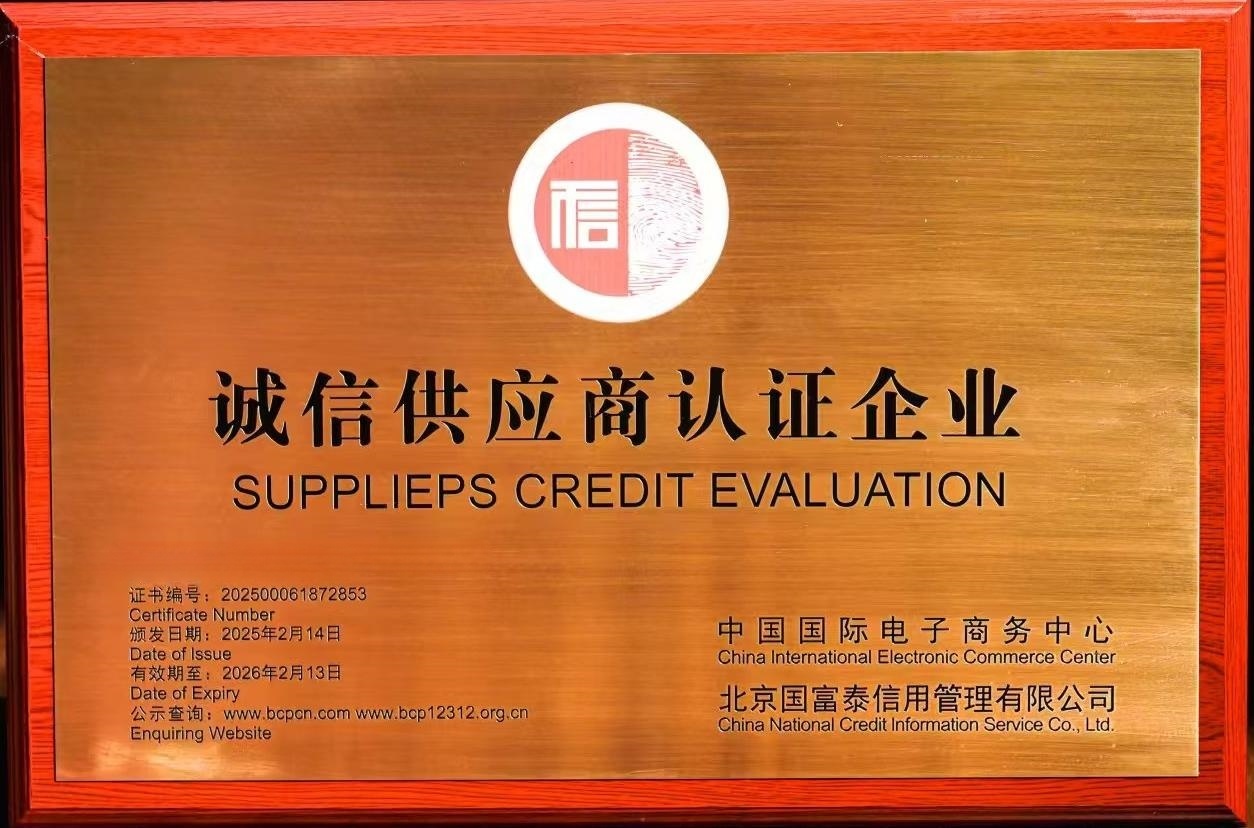 信
诚信供应商认证企业
SUPPLIEPS CREDIT EVALUATION
证书编号：202500061872853
Certificate Number
颁发日期：2025年2月14日
Date of Issue
有效期至：2026年2月13日
Date of Expiry
公示查询：www.bcpcn.com www.bcp12312.org.cn
Enquiring Website
中国国际电子商务中心
China International Electronic Commerce Center
北京国富泰信用管理有限公司
China National Credit Information Service Co., Ltd.